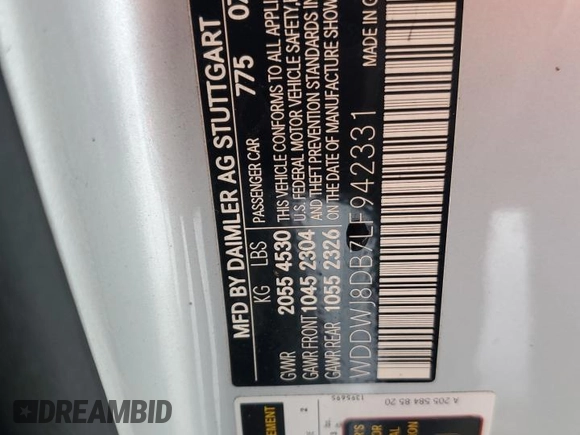 MFD BY DAIMLER AG STUTTGART
775 07
KG LBS PASSENGER CAR
GVWR 2055 4530 THIS VEHICLE CONFORMS TO ALL
GAWR FRONT 1045 2304 U.S. FEDERAL MOTOR VEHICLE SAFETY,
GAWR REAR 1055 2326 THEFT PREVENTION STANDARDS IN
ON THE DATE OF MANUFACTURE SHOW
WDDWJ8DB7LF942331 MADE IN
A 205 584 85 20
DREAMBID